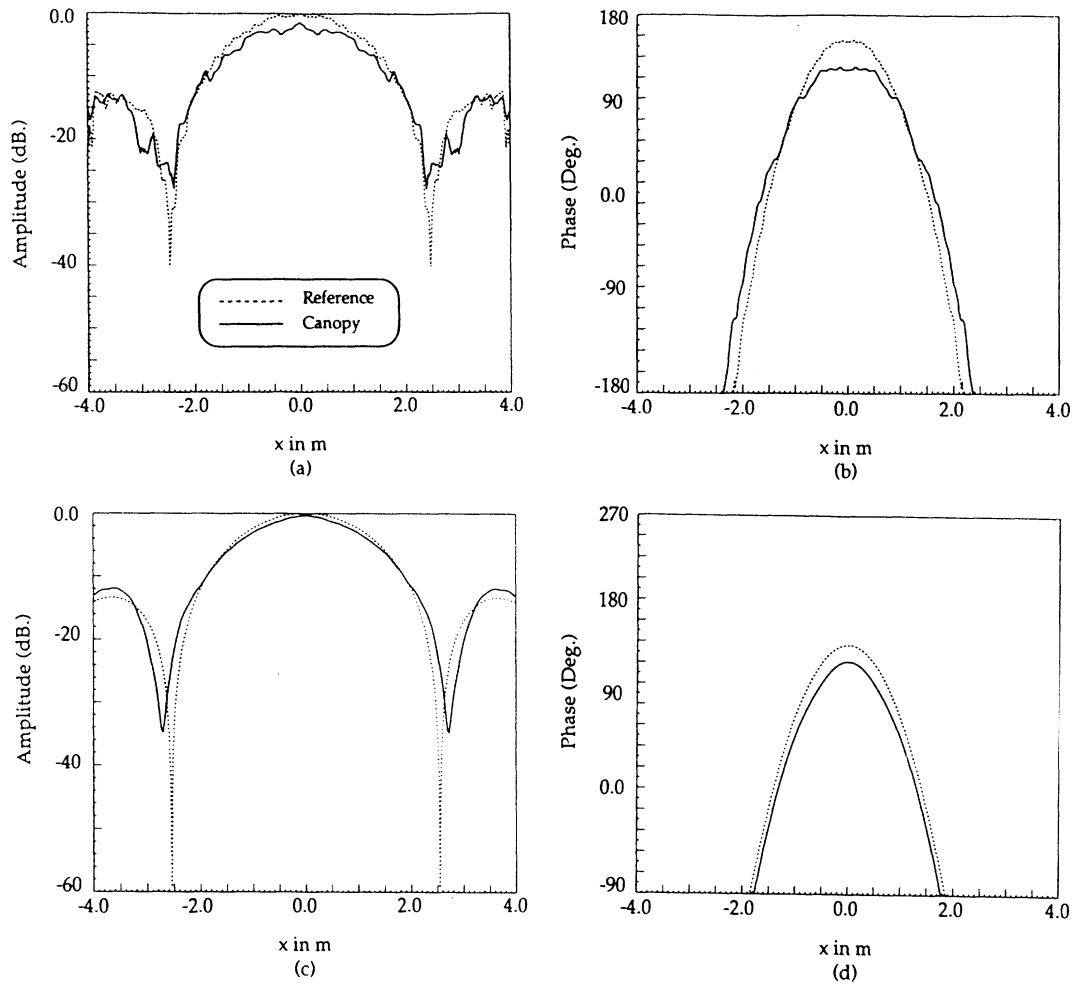 0.0
-20
-40
-60
Amplitude (dB.)
Reference
Canopy
-4.0 -2.0 0.0 2.0 4.0
x in m
(a)
180
90
0.0
-90
-180
Phase (Deg.)
-4.0 -2.0 0.0 2.0 4.0
x in m
(b)
0.0
-20
-40
-60
Amplitude (dB.)
-4.0 -2.0 0.0 2.0 4.0
x in m
(c)
270
180
90
0.0
-90
Phase (Deg.)
-4.0 -2.0 0.0 2.0 4.0
x in m
(d)